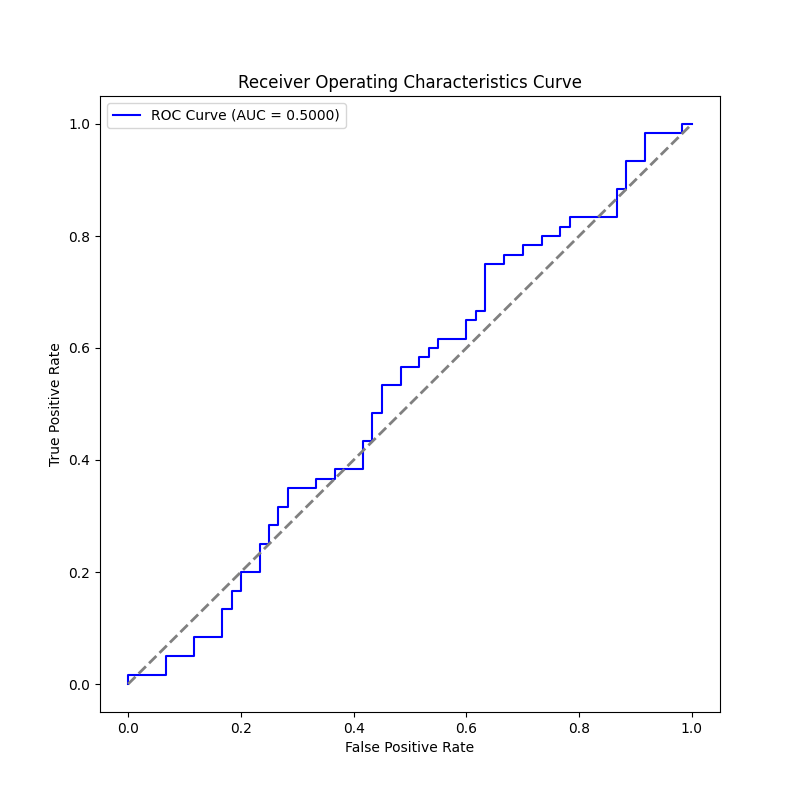 Receiver Operating Characteristics Curve
ROC Curve (AUC = 0.5000)
1.0
0.8
0.6
0.4
0.2
0.0
True Positive Rate
0.0 0.2 0.4 0.6 0.8 1.0
False Positive Rate